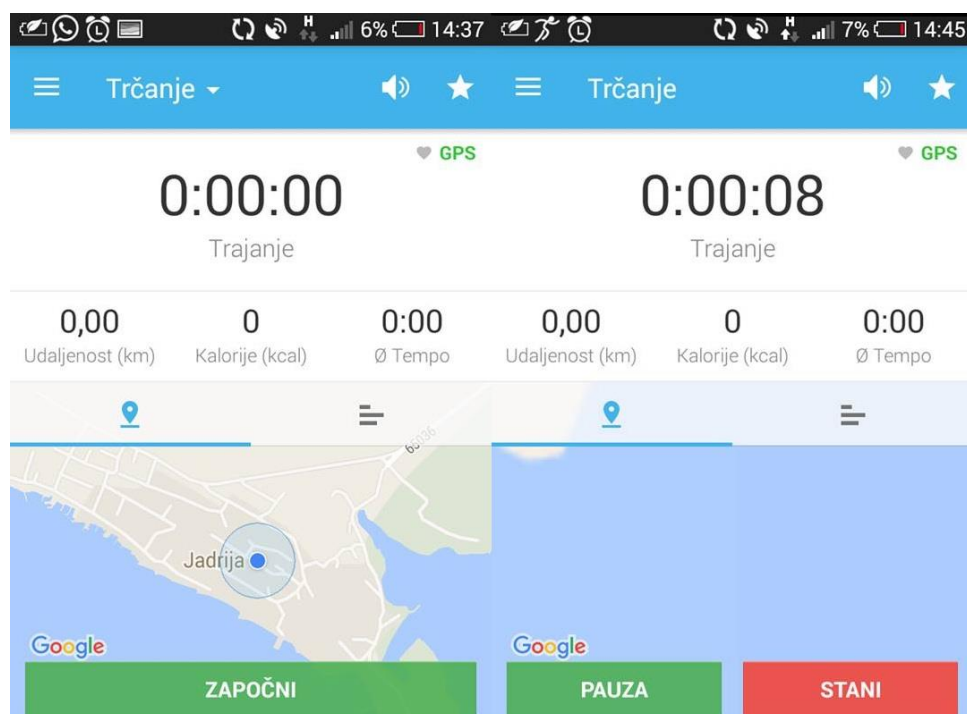 H 6% 14:37
Trčanje
GPS
0:00:00
Trajanje
0,00 0 0:00
Udaljenost (km) Kalorije (kcal) Ø Tempo
65036
Jadrija
Google
ZAPOČNI
H 7% 14:45
Trčanje
GPS
0:00:08
Trajanje
0,00 0 0:00
Udaljenost (km) Kalorije (kcal) Ø Tempo
Google
PAUZA STANI